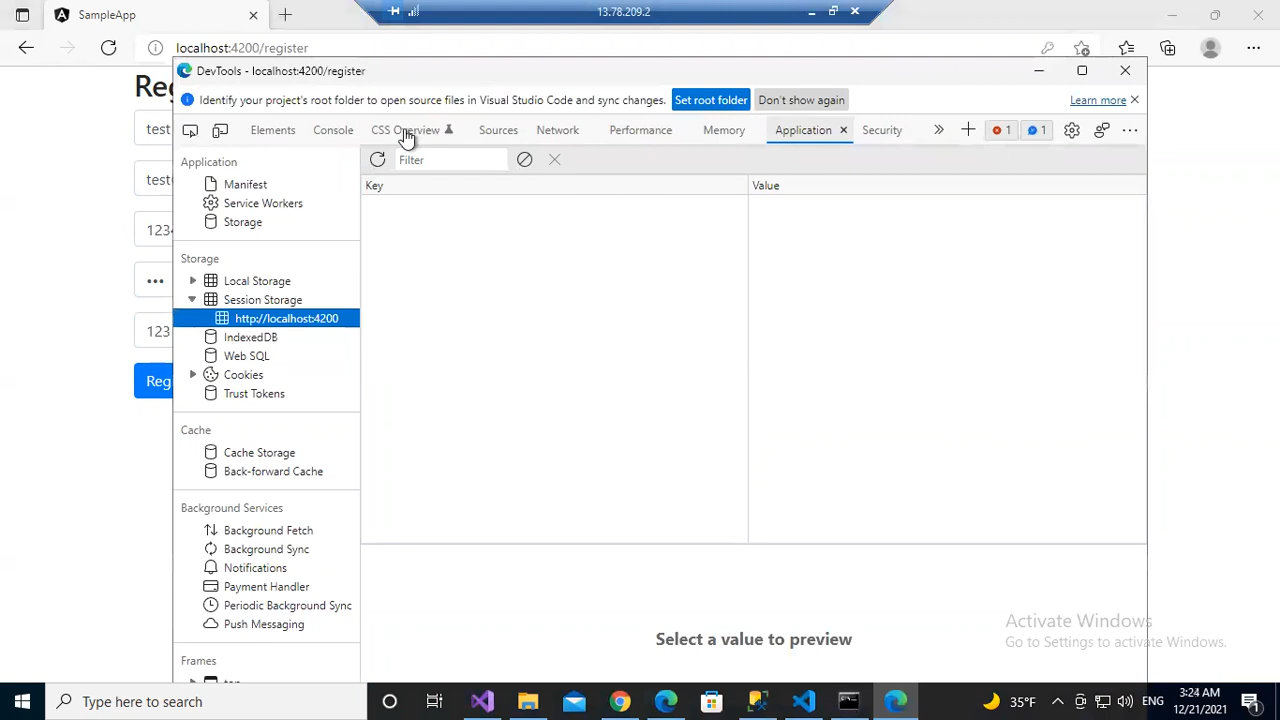 SampleApp
13.78.209.2
localhost:4200/register
DevTools - localhost:4200/register
Identify your project's root folder to open source files in Visual Studio Code and sync changes. Set root folder Don't show again Learn more
Elements Console CSS Overview Sources Network Performance Memory Application Security 1 1
Application
Manifest
Service Workers
Storage
Storage
Local Storage
Session Storage
http://localhost:4200
IndexedDB
Web SQL
Cookies
Trust Tokens
Cache
Cache Storage
Back-forward Cache
Background Services
Background Fetch
Background Sync
Notifications
Payment Handler
Periodic Background Sync
Push Messaging
Frames
Filter
Key Value
Select a value to preview
Reg
test
test
123
123
Reg
Activate Windows
Go to Settings to activate Windows.
Type here to search
35°F ENG
3:24 AM
12/21/2021
1